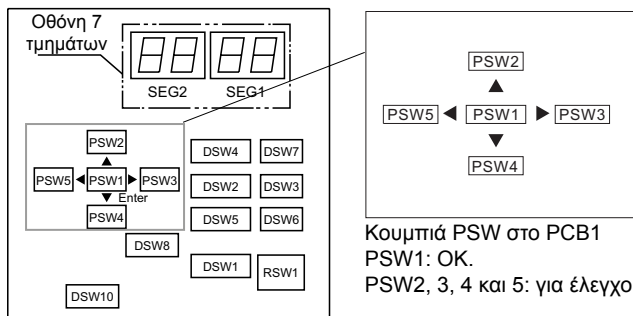 Οθόνη 7
τμημάτων
SEG2 SEG1
PSW2
PSW5 PSW1 PSW3
Enter
PSW4
DSW4 DSW7
DSW2 DSW3
DSW5 DSW6
DSW8
DSW1 RSW1
DSW10
PSW2
PSW5 PSW1 PSW3
PSW4
Κουμπιά PSW στο PCB1
PSW1: OK.
PSW2, 3, 4 και 5: για έλεγχο